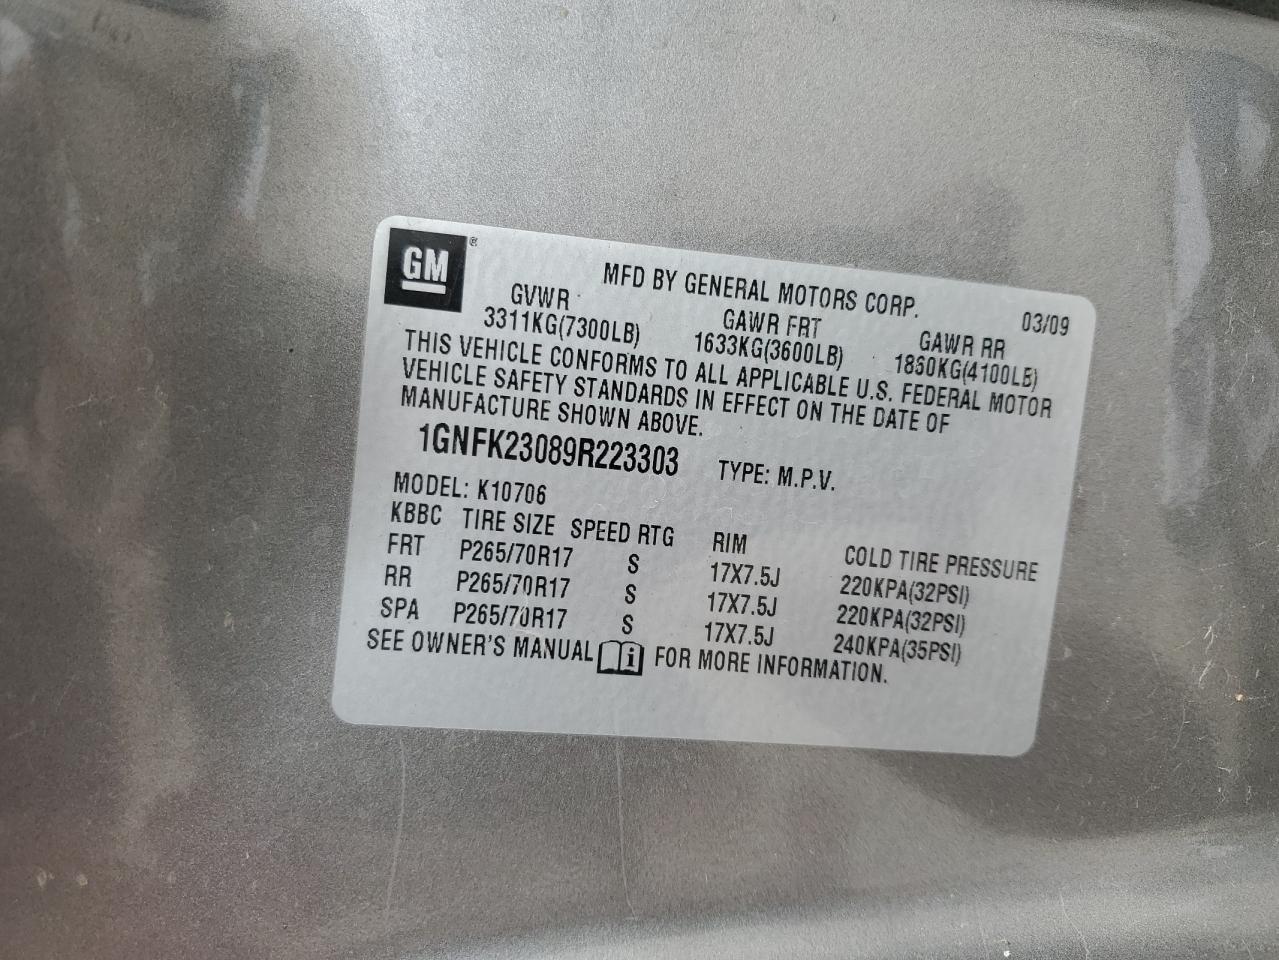 GM®
MFD BY GENERAL MOTORS CORP.
03/09
GVWR GAWR FRT GAWR RR
3311KG(7300LB) 1633KG(3600LB) 1860KG(4100LB)
THIS VEHICLE CONFORMS TO ALL APPLICABLE U.S. FEDERAL MOTOR
VEHICLE SAFETY STANDARDS IN EFFECT ON THE DATE OF
MANUFACTURE SHOWN ABOVE.
1GNFK23089R223303 TYPE: M.P.V.
MODEL: K10706
KBBC TIRE SIZE SPEED RTG RIM COLD TIRE PRESSURE
FRT P265/70R17 S 17X7.5J 220KPA(32PSI)
RR P265/70R17 S 17X7.5J 220KPA(32PSI)
SPA P265/70R17 S 17X7.5J 240KPA(35PSI)
SEE OWNER'S MANUAL i FOR MORE INFORMATION.